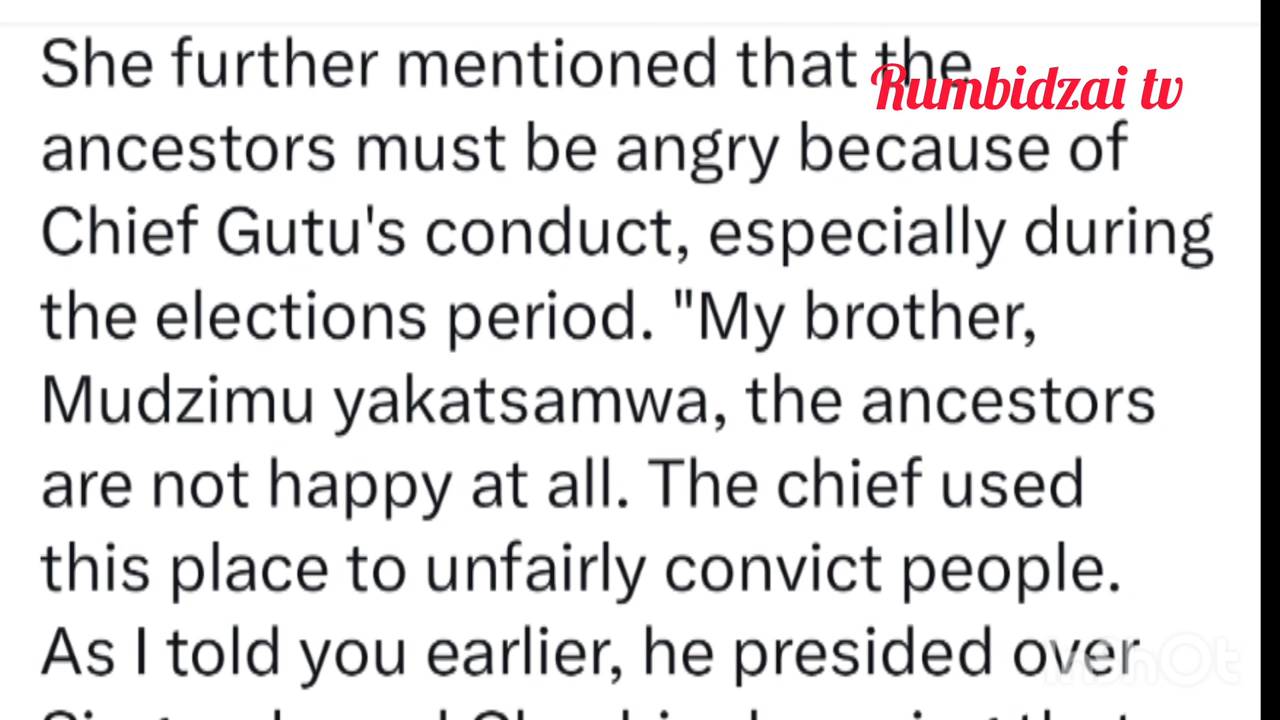 She further mentioned that the
Rumbidzai tv
ancestors must be angry because of
Chief Gutu's conduct, especially during
the elections period. "My brother,
Mudzimu yakatsamwa, the ancestors
are not happy at all. The chief used
this place to unfairly convict people.
As I told you earlier, he presided over
InShOt